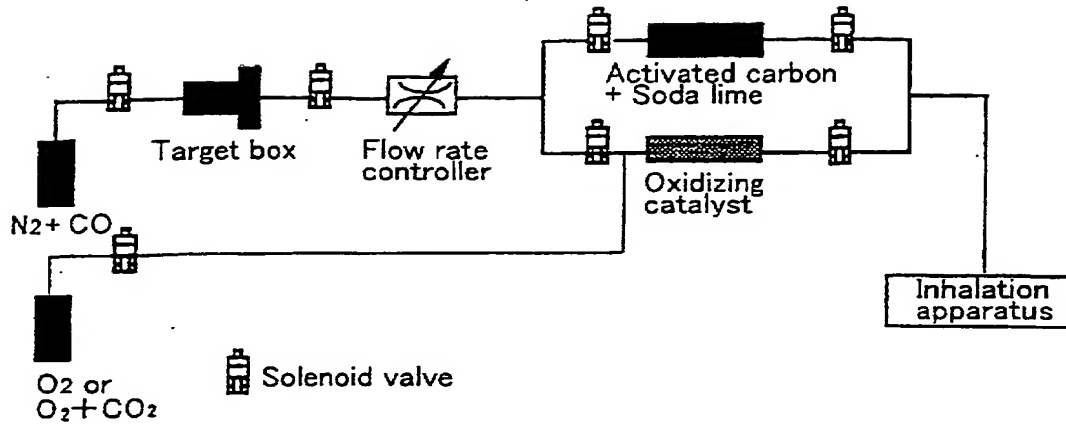 Activated carbon
+ Soda lime
Target box
Flow rate
controller
Oxidizing
catalyst
N2+ CO
Inhalation
apparatus
O2 or
O2+CO2
Solenoid valve